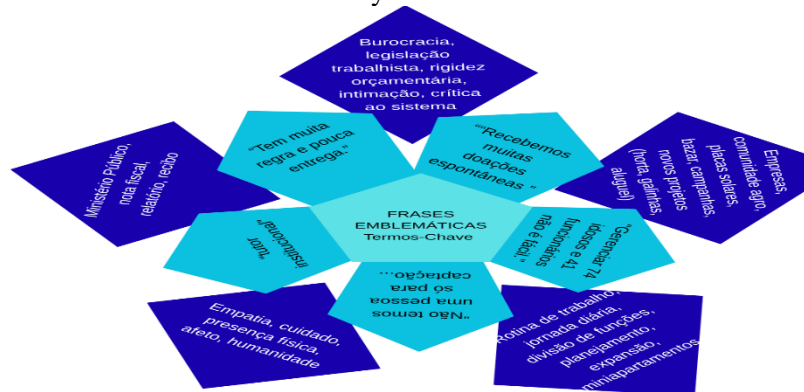 Burocracia,
legislação
trabalhista, rigidez
orçamentária,
intimação, crítica
ao sistema
"Tem muita
regra e pouca
entrega."
""Recebemos
muitas
doações
espontâneas "
Ministério Público,
nota fiscal,
relatório, recibo
Empresas
comunidade agro,
placas solares,
bazar, campanhas,
novos projetos
(horta, galinhas,
aluguel)
FRASES
EMBLEMÁTICAS
Termos-Chave
"tutor
institucional"
"Gerenciar 74
idosos e 41
funcionários
não é fácil."
"Não temos
uma pessoa
só para
captação...
Empatia, cuidado,
presença física,
afeto, humanidade
Rotina de trabalho,
jornada diária,
divisão de funções,
planejamento,
expansão,
miniapartamentos